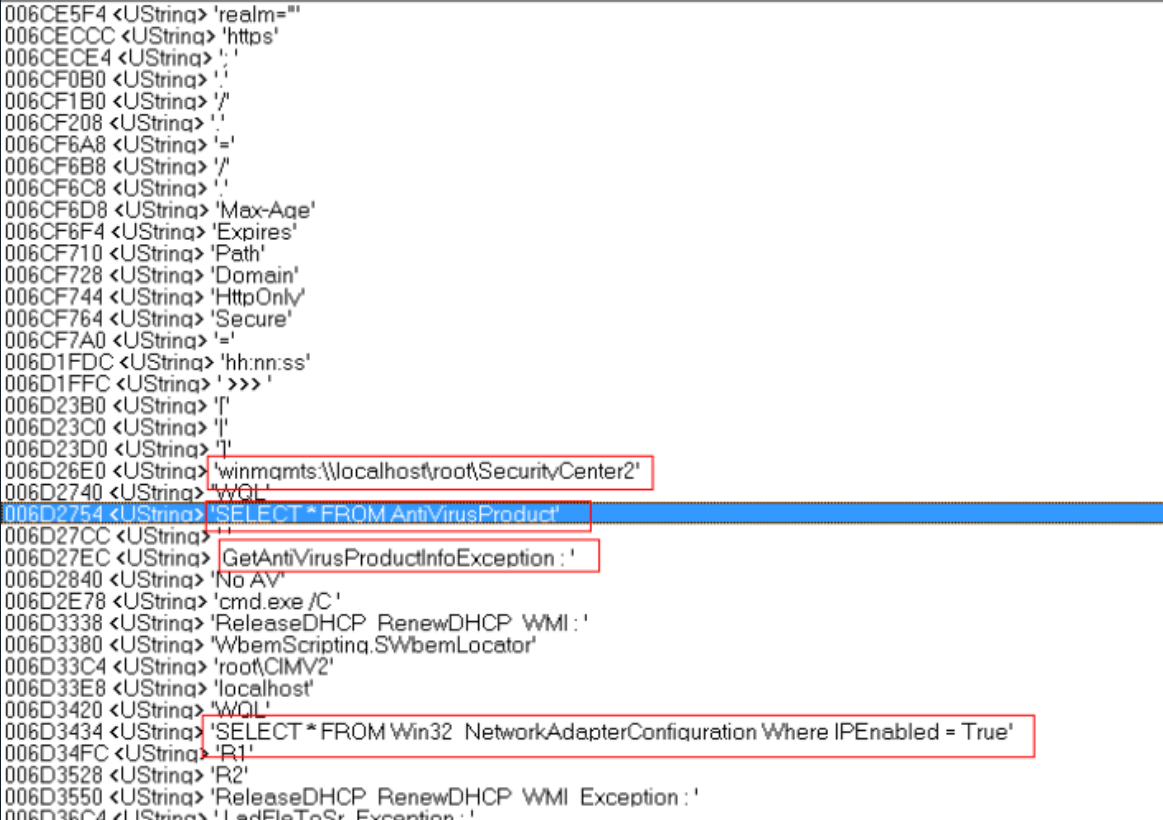 006CE5F4 <UString> 'realm="'
006CECCC <UString> 'https'
006CECE4 <UString> '; '
006CF0B0 <UString> '.'
006CF1B0 <UString> '/'
006CF208 <UString> '.'
006CF6A8 <UString> '='
006CF6B8 <UString> '/'
006CF6C8 <UString> '.'
006CF6D8 <UString> 'Max-Age'
006CF6F4 <UString> 'Expires'
006CF710 <UString> 'Path'
006CF728 <UString> 'Domain'
006CF744 <UString> 'HttpOnly'
006CF764 <UString> 'Secure'
006CF7A0 <UString> '='
006D1FDC <UString> 'hh:nn:ss'
006D1FFC <UString> ' >>> '
006D23B0 <UString> '['
006D23C0 <UString> '|'
006D23D0 <UString> ']'
006D26E0 <UString> 'winmgmts:\\localhost\root\SecurityCenter2'
006D2740 <UString> 'WQL'
006D2754 <UString> 'SELECT * FROM AntiVirusProduct'
006D27CC <UString>
006D27EC <UString> GetAntiVirusProductInfoException : '
006D2840 <UString> 'No AV'
006D2E78 <UString> 'cmd.exe /C '
006D3338 <UString> 'ReleaseDHCP_RenewDHCP_WMI : '
006D3380 <UString> 'WbemScripting.SWbemLocator'
006D33C4 <UString> 'root\CIMV2'
006D33E8 <UString> 'localhost'
006D3420 <UString> 'WQL'
006D3434 <UString> 'SELECT * FROM Win32_NetworkAdapterConfiguration Where IPEnabled = True'
006D34FC <UString> 'R1'
006D3528 <UString> 'R2'
006D3550 <UString> 'ReleaseDHCP_RenewDHCP_WMI_Exception : '
006D36C4 <UString> ' LadFleToSr_Exception : '